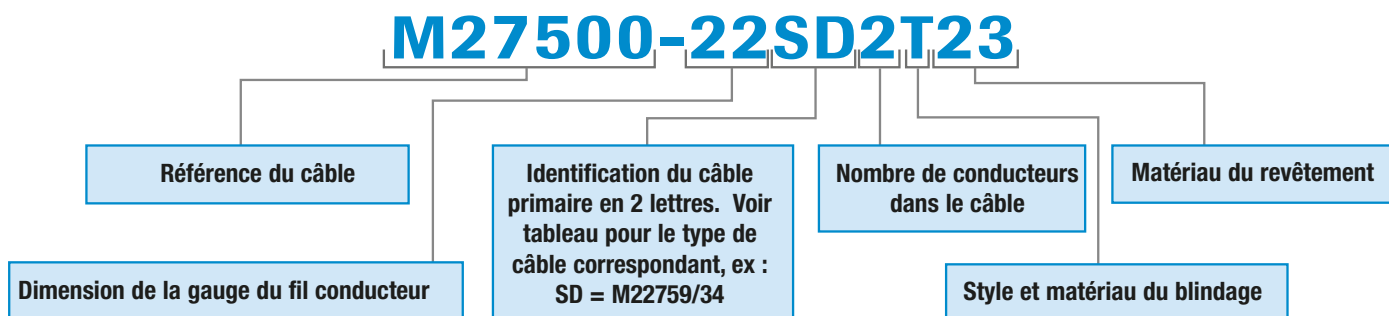 M27500-22SD2T23
Référence du câble
Identification du câble
primaire en 2 lettres. Voir
tableau pour le type de
câble correspondant, ex :
SD = M22759/34
Nombre de conducteurs
dans le câble
Matériau du revêtement
Dimension de la gauge du fil conducteur
Style et matériau du blindage